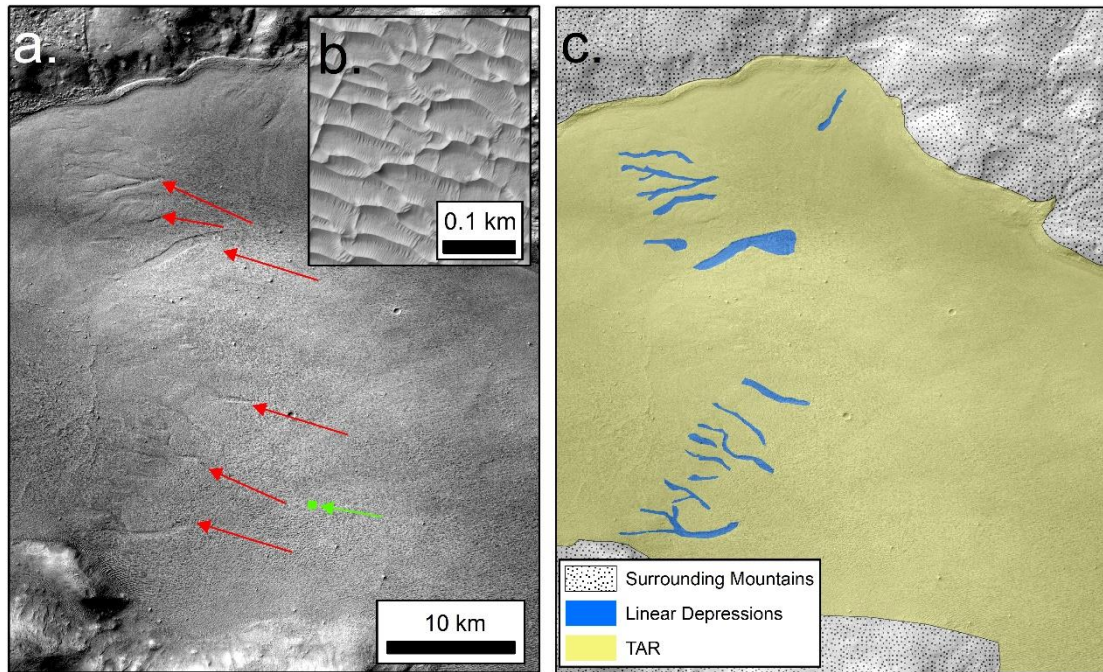 a.
b.
0.1 km
10 km
c.
Surrounding Mountains
Linear Depressions
TAR